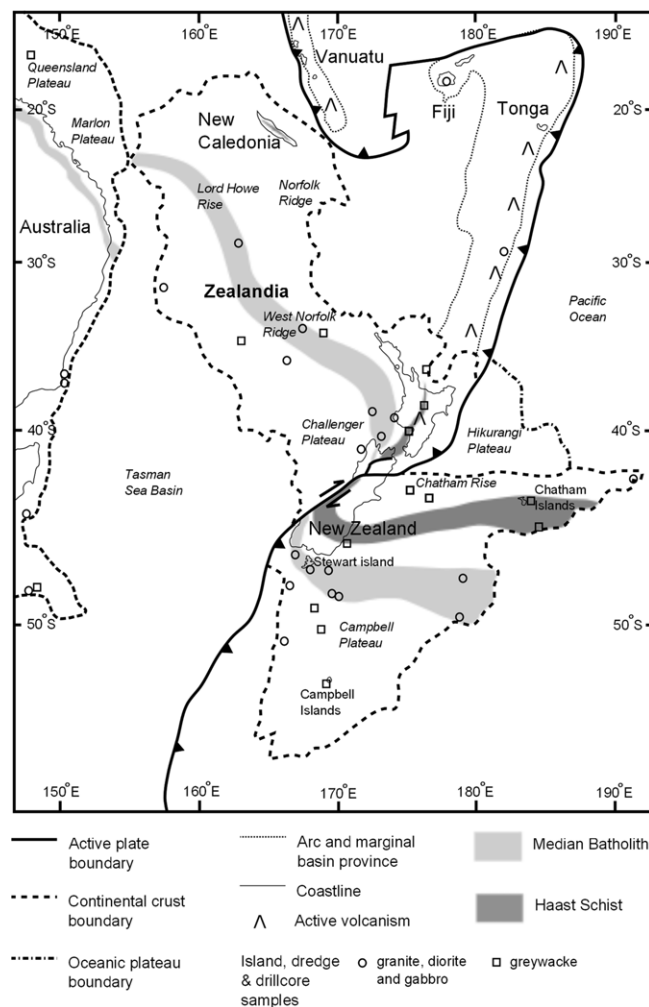 150°E 160°E 170°E 180°E 190°E
Vanuatu
Queensland
Plateau
Fiji
Tonga
20°S 20°S
Marlon
Plateau
New
Caledonia
Lord Howe
Rise
Norfolk
Ridge
Australia
30°S 30°S
Zealandia
Pacific
Ocean
West Norfolk
Ridge
Challenger
Plateau
Hikurangi
Plateau
40°S 40°S
Tasman
Sea Basin
Chatham Rise
Chatham
Islands
New Zealand
Stewart island
50°S 50°S
Campbell
Plateau
Campbell
Islands
150°E 160°E 170°E 180°E 190°E
Active plate
boundary
Arc and marginal
basin province
Median Batholith
Continental crust
boundary
Coastline
Active volcanism
Haast Schist
Oceanic plateau
boundary
Island, dredge
& drillcore
samples
granite, diorite
and gabbro
greywacke